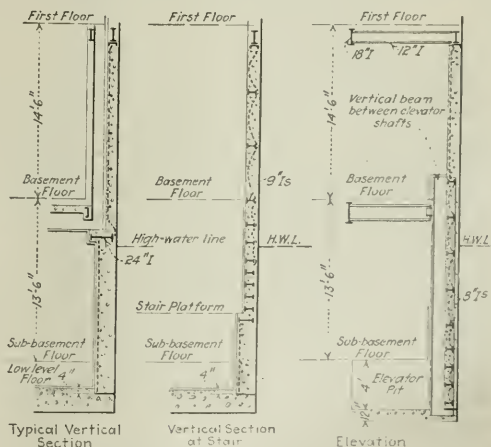 First Floor
14'6"
Basement
Floor
High-water line
24"I
13'6"
Sub-basement
Floor
Low level
Floor 4"
Typical Vertical
Section
First Floor
9"Is
Basement
Floor
H.W.L.
Stair Platform
Sub-basement
Floor
4"
Vertical Section
at Stair
First Floor
18"I
12"I
14'6"
Vertical beam
between elevator
shafts
Basement
Floor
H.W.L.
13'6"
Sub-basement
Floor
Elevator
Pit
Elevation